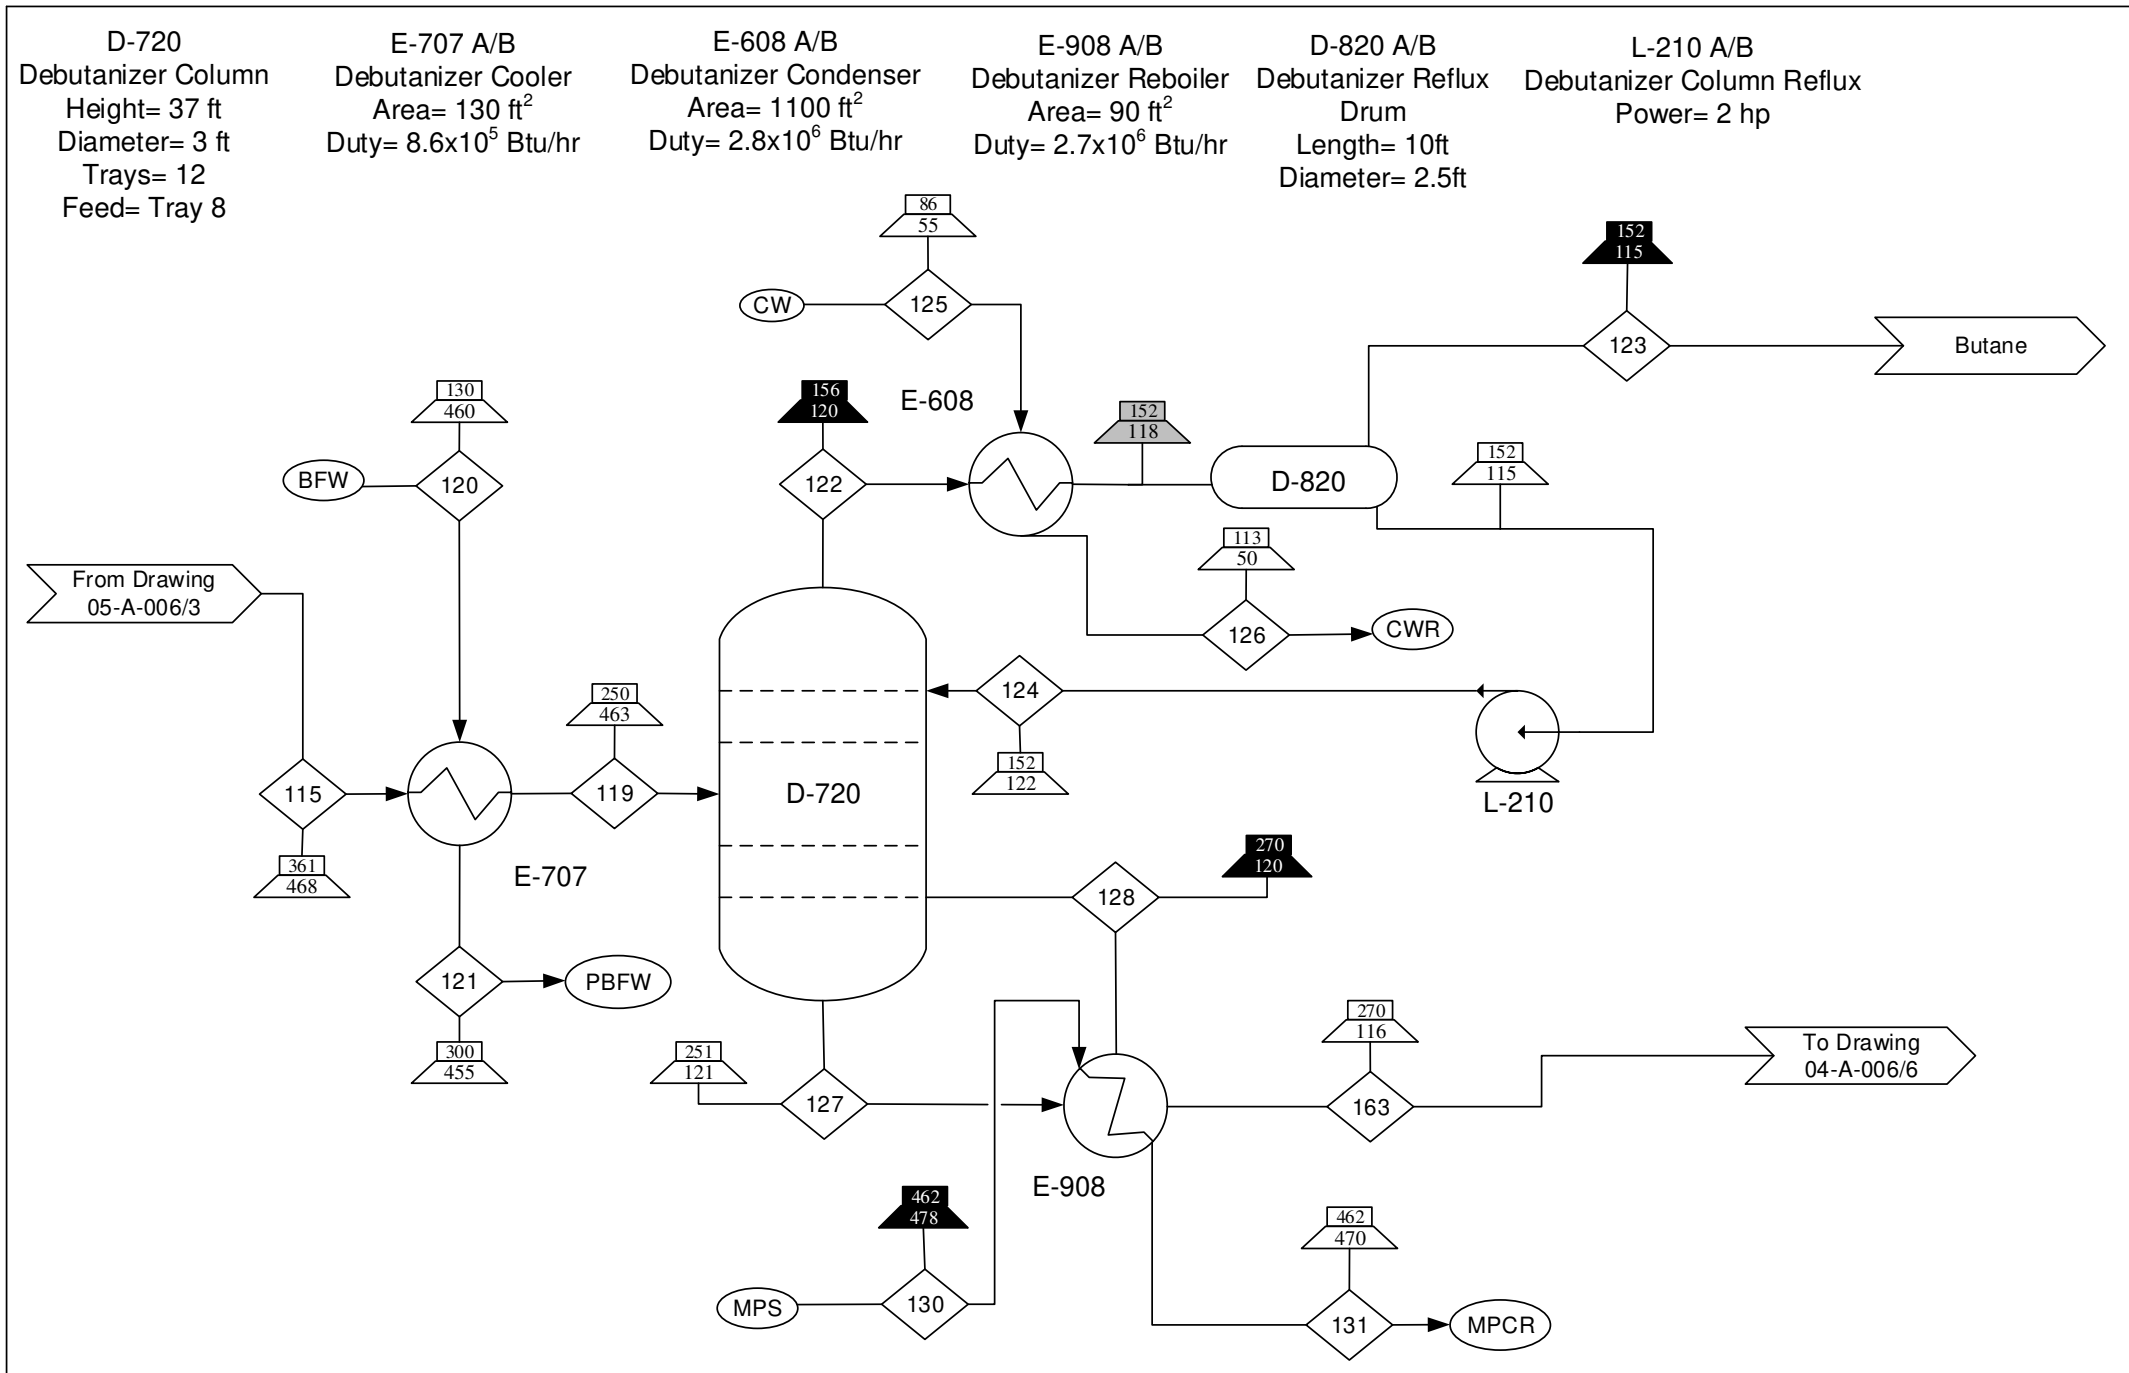 D-720
Debutanizer Column
Height= 37 ft
Diameter= 3 ft
Trays= 12
Feed= Tray 8
E-707 A/B
Debutanizer Cooler
Area= 130 ft²
Duty= 8.6x10⁵ Btu/hr
E-608 A/B
Debutanizer Condenser
Area= 1100 ft²
Duty= 2.8x10⁶ Btu/hr
E-908 A/B
Debutanizer Reboiler
Area= 90 ft²
Duty= 2.7x10⁶ Btu/hr
D-820 A/B
Debutanizer Reflux
Drum
Length= 10ft
Diameter= 2.5ft
L-210 A/B
Debutanizer Column Reflux
Power= 2 hp
86
55
CW
125
152
115
123
Butane
130
460
BFW
120
156
120
122
E-608
152
118
D-820
152
115
113
50
126
CWR
From Drawing
05-A-006/3
115
361
468
250
463
119
E-707
D-720
124
152
122
L-210
270
120
128
121
PBFW
300
455
251
121
127
E-908
270
116
163
To Drawing
04-A-006/6
462
478
MPS
130
462
470
131
MPCR